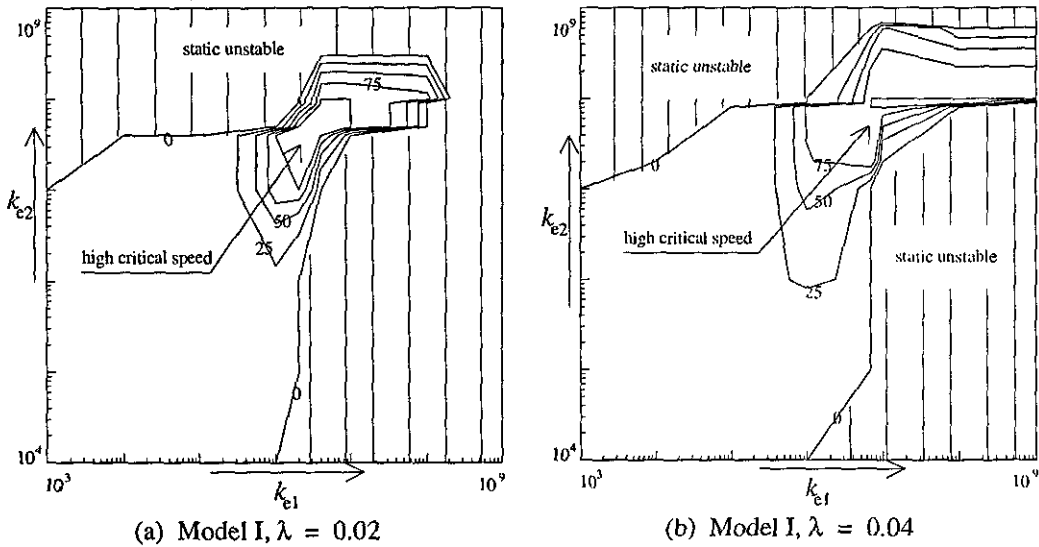 10⁹
static unstable
75
0
k_e2
50
25
high critical speed
0
10⁴
10³
10⁹
k_e1
(a) Model I, λ = 0.02
10⁹
static unstable
0
75
k_e2
50
high critical speed
static unstable
25
0
10⁴
10³
10⁹
k_e1
(b) Model I, λ = 0.04